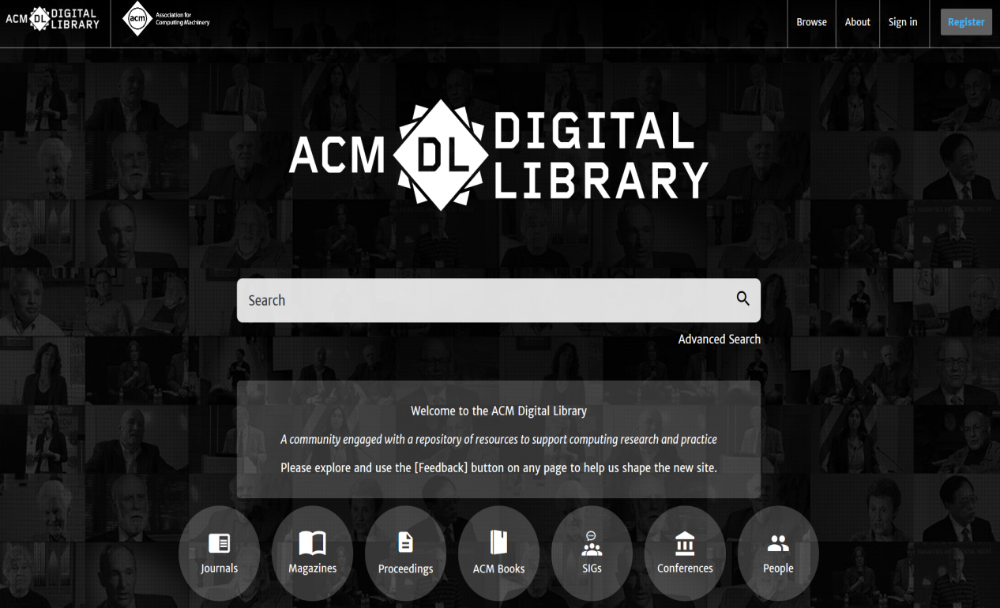 ACM DL DIGITAL LIBRARY
acm Association for Computing Machinery
Browse
About
Sign in
Register
ACM DL DIGITAL
LIBRARY
Search
Advanced Search
Welcome to the ACM Digital Library
A community engaged with a repository of resources to support computing research and practice
Please explore and use the [Feedback] button on any page to help us shape the new site.
Journals
Magazines
Proceedings
ACM Books
SIGs
Conferences
People